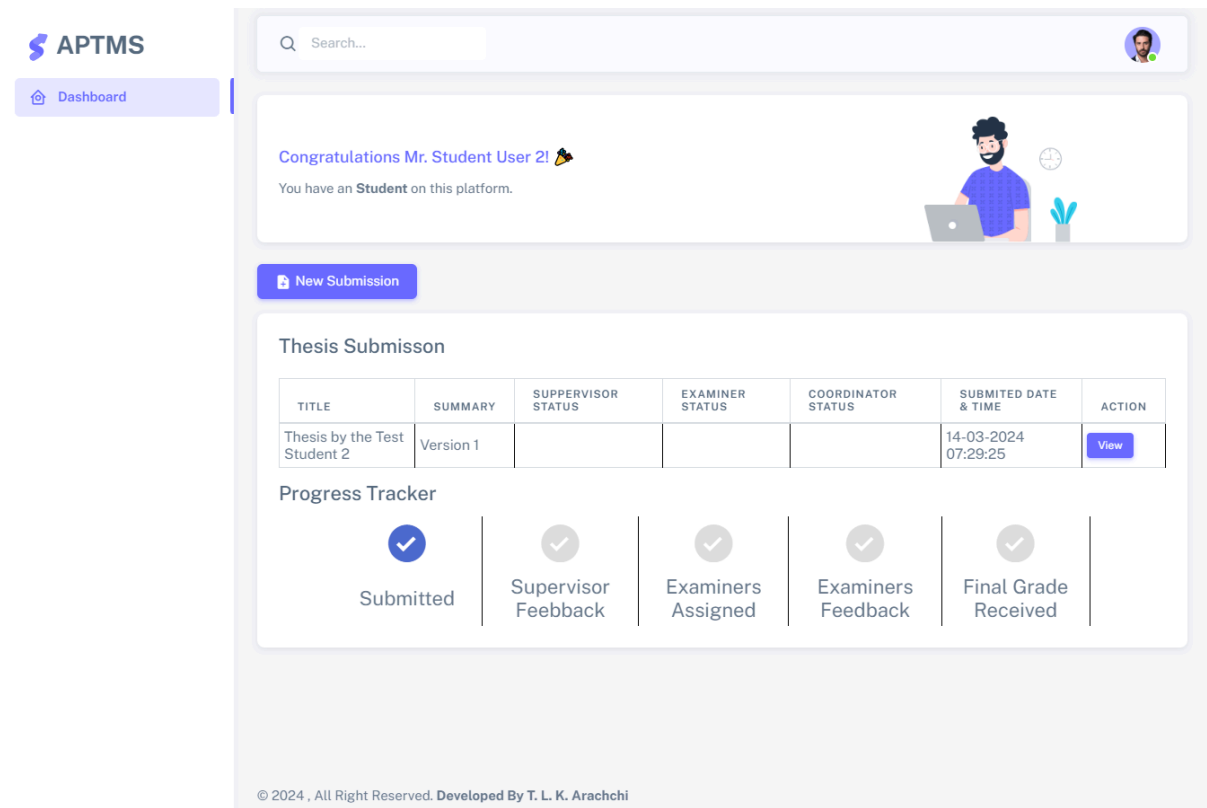 APTMS
Search...
Dashboard
Congratulations Mr. Student User 2! 🎉
You have an Student on this platform.
New Submission
Thesis Submisson
TITLE SUMMARY SUPPERVISOR STATUS EXAMINER STATUS COORDINATOR STATUS SUBMITED DATE & TIME ACTION
Thesis by the Test Student 2 Version 1 14-03-2024 07:29:25 View
Progress Tracker
Submitted
Supervisor Feebback
Examiners Assigned
Examiners Feedback
Final Grade Received
© 2024 , All Right Reserved. Developed By T. L. K. Arachchi